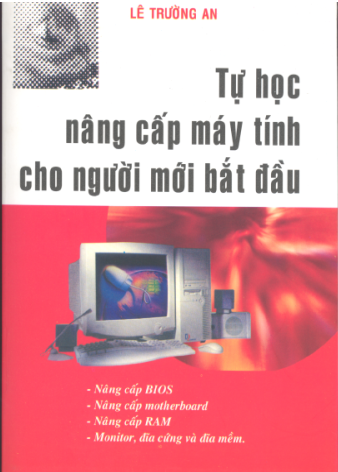 LÊ TRƯỜNG AN
Tự học
nâng cấp máy tính
cho người mới bắt đầu
- Nâng cấp BIOS
- Nâng cấp motherboard
- Nâng cấp RAM
- Monitor, đĩa cứng và đĩa mềm.